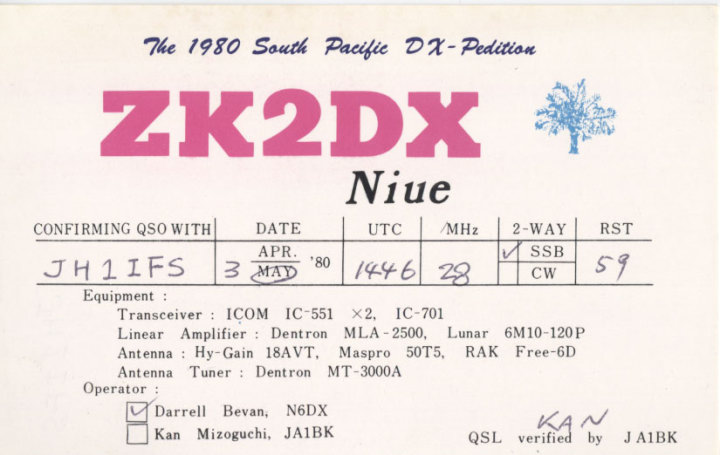 The 1980 South Pacific DX-Pedition
ZK2DX
Niue
CONFIRMING QSO WITH DATE UTC MHz 2-WAY RST
JH1IFS 3 APR. MAY '80 1446 28 ✓ SSB CW 59
Equipment :
Transceiver : ICOM IC-551 ×2, IC-701
Linear Amplifier : Dentron MLA-2500, Lunar 6M10-120P
Antenna : Hy-Gain 18AVT, Maspro 50T5, RAK Free-6D
Antenna Tuner : Dentron MT-3000A
Operator :
✓ Darrell Bevan, N6DX
Kan Mizoguchi, JA1BK
KAN
QSL verified by JA1BK